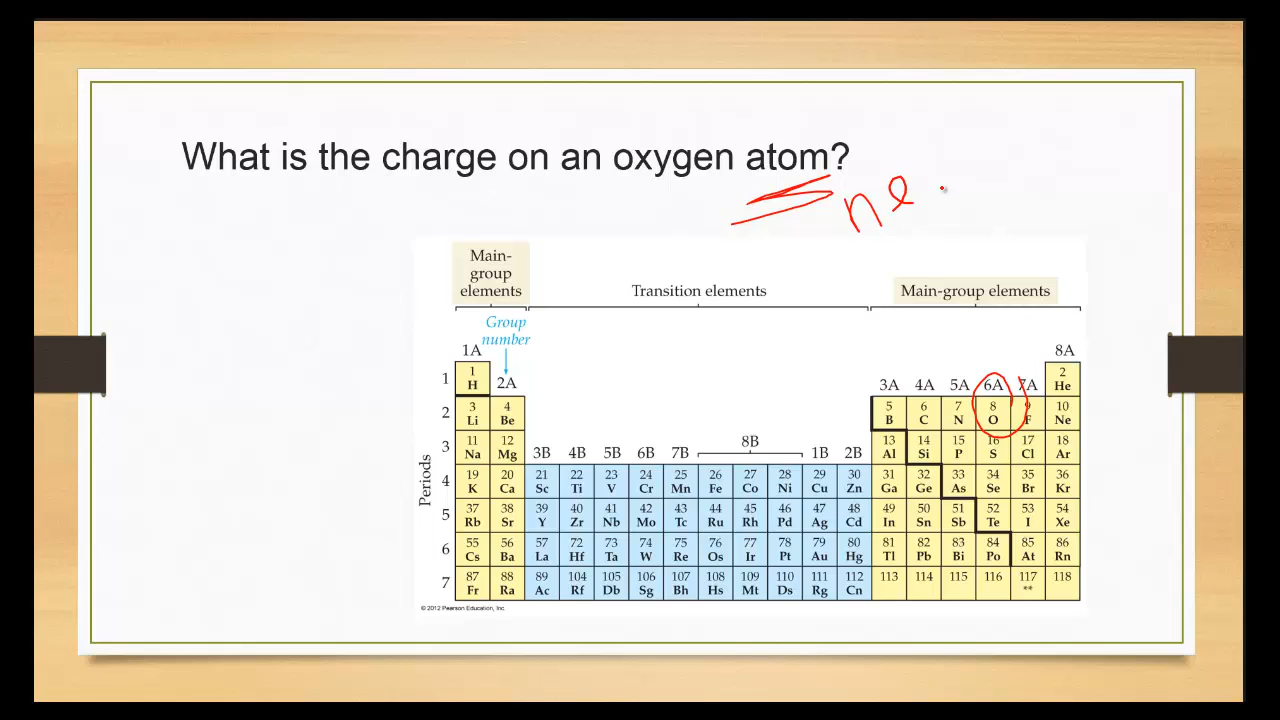 What is the charge on an oxygen atom?
ne
Main-
group
elements
Transition elements
Main-group elements
Group
number
1A 8A
1 1 2
H 2A 3A 4A 5A 6A 7A He
2 3 4 5 6 7 8 9 10
Li Be B C N O F Ne
3 11 12 13 14 15 16 17 18
Na Mg 3B 4B 5B 6B 7B 8B 1B 2B Al Si P S Cl Ar
4 19 20 21 22 23 24 25 26 27 28 29 30 31 32 33 34 35 36
K Ca Sc Ti V Cr Mn Fe Co Ni Cu Zn Ga Ge As Se Br Kr
5 37 38 39 40 41 42 43 44 45 46 47 48 49 50 51 52 53 54
Rb Sr Y Zr Nb Mo Tc Ru Rh Pd Ag Cd In Sn Sb Te I Xe
6 55 56 57 72 73 74 75 76 77 78 79 80 81 82 83 84 85 86
Cs Ba La Hf Ta W Re Os Ir Pt Au Hg Tl Pb Bi Po At Rn
7 87 88 89 104 105 106 107 108 109 110 111 112 113 114 115 116 117 118
Fr Ra Ac Rf Db Sg Bh Hs Mt Ds Rg Cn **
Periods
© 2012 Pearson Education, Inc.